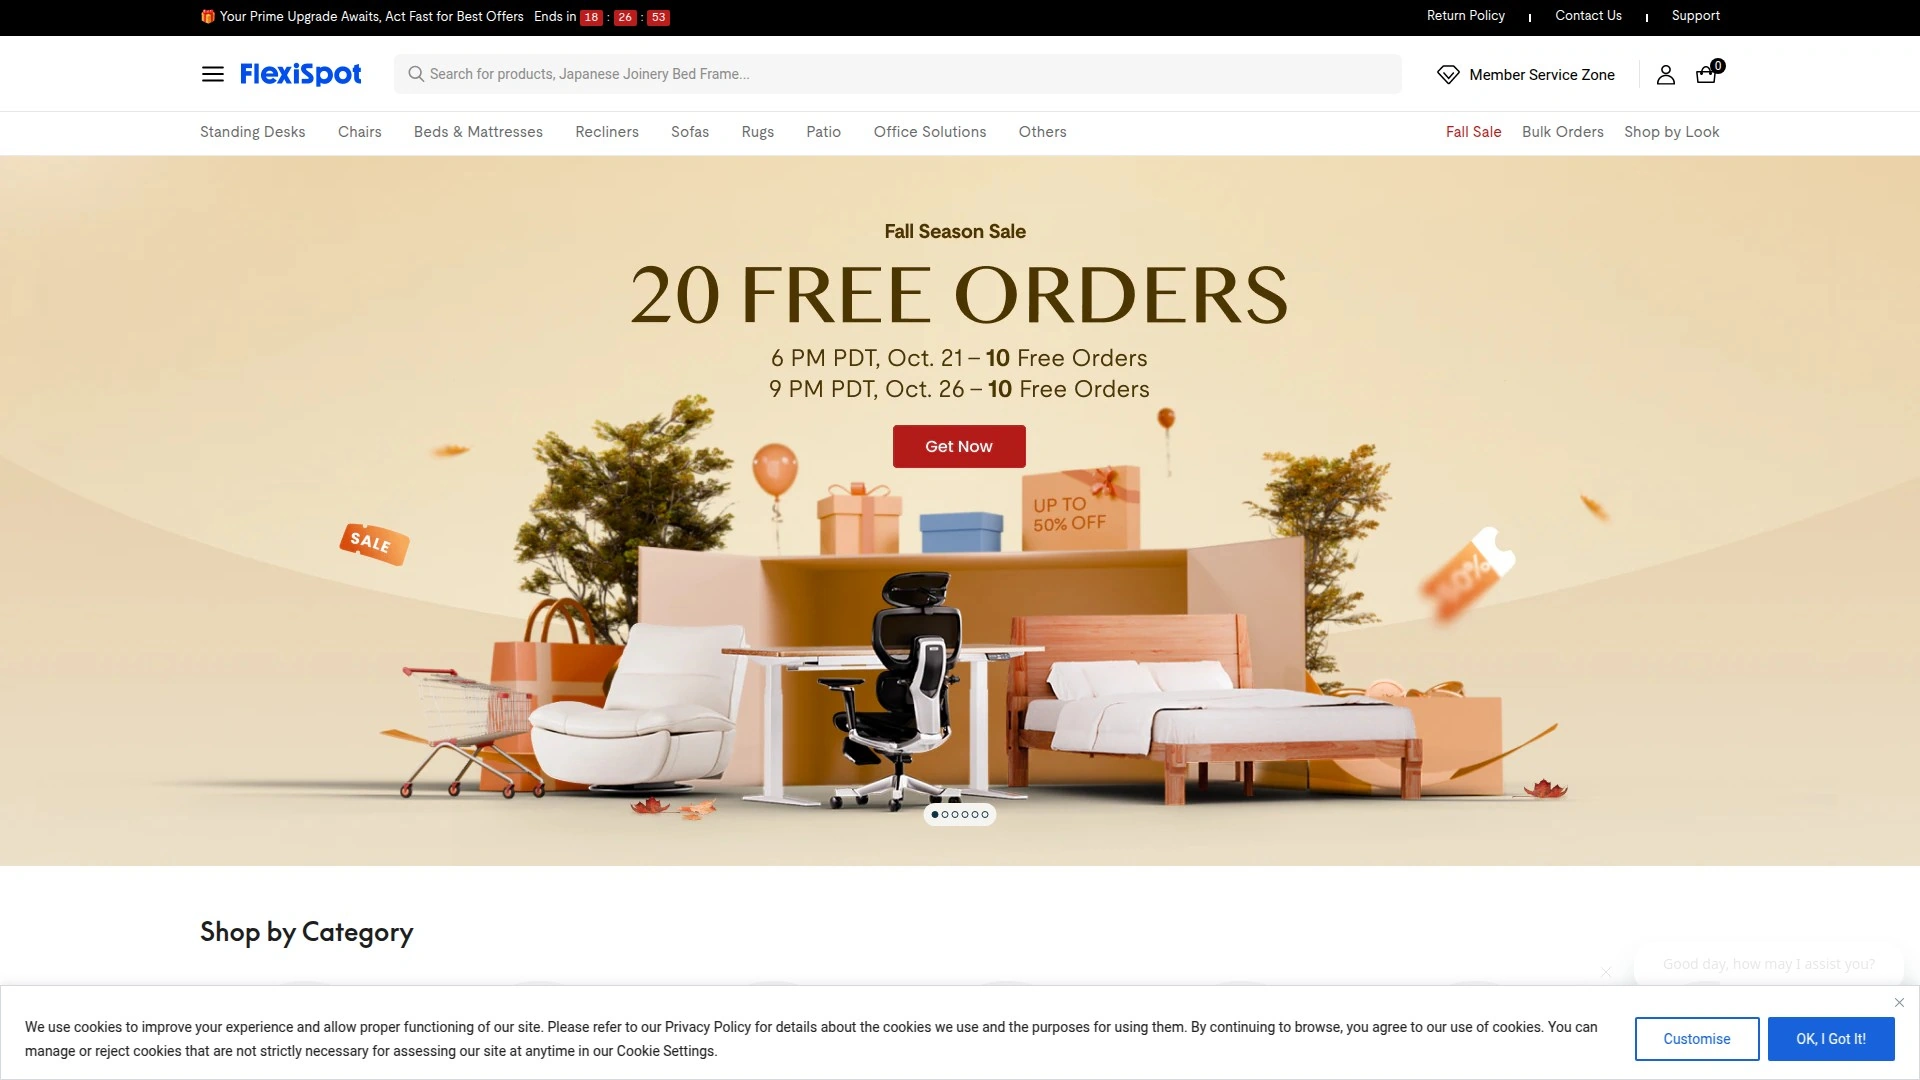 Your Prime Upgrade Awaits, Act Fast for Best Offers Ends in 18 : 26 : 53
Return Policy
Contact Us
Support
FlexiSpot
Search for products, Japanese Joinery Bed Frame...
Member Service Zone
0
Standing Desks
Chairs
Beds & Mattresses
Recliners
Sofas
Rugs
Patio
Office Solutions
Others
Fall Sale
Bulk Orders
Shop by Look
Fall Season Sale
20 FREE ORDERS
6 PM PDT, Oct. 21 – 10 Free Orders
9 PM PDT, Oct. 26 – 10 Free Orders
Get Now
UP TO
50% OFF
SALE
Shop by Category
Good day, how may I assist you?
We use cookies to improve your experience and allow proper functioning of our site. Please refer to our Privacy Policy for details about the cookies we use and the purposes for using them. By continuing to browse, you agree to our use of cookies. You can
manage or reject cookies that are not strictly necessary for assessing our site at anytime in our Cookie Settings.
Customise
OK, I Got It!